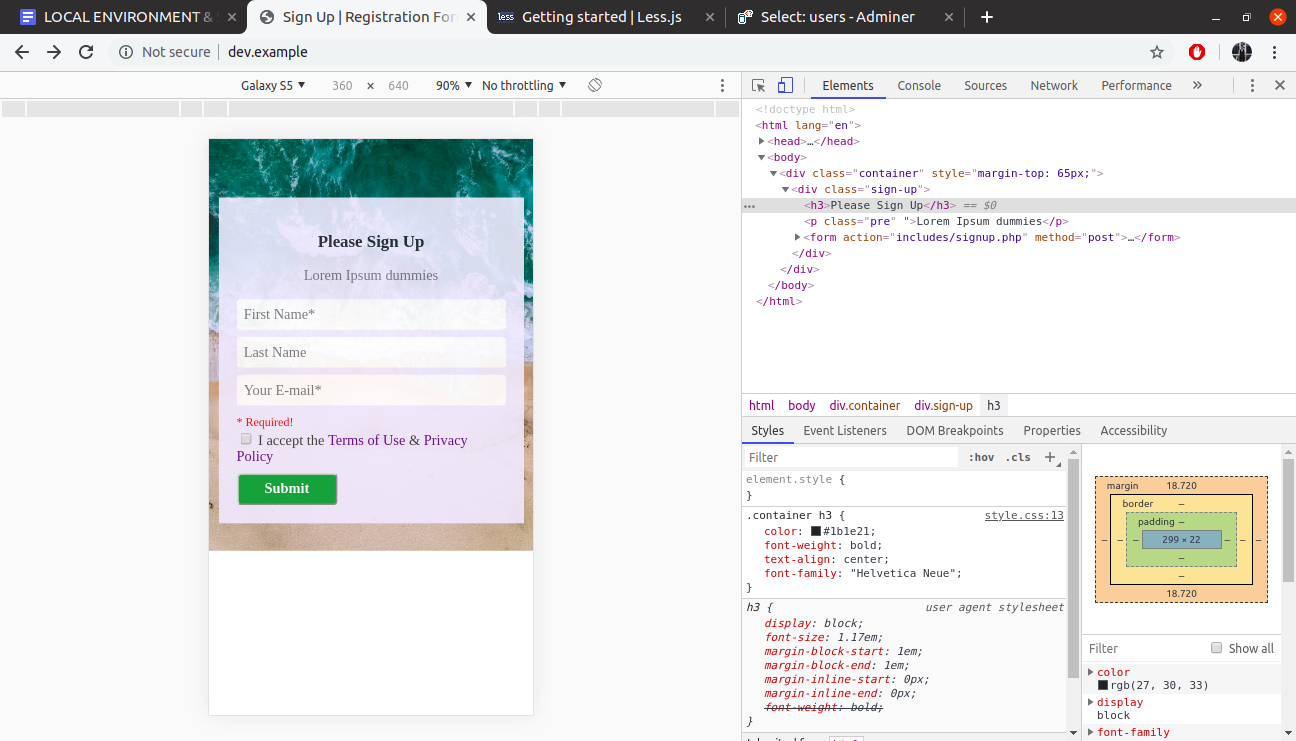 LOCAL ENVIRONMENT &
Sign Up | Registration For
less
Getting started | Less.js
Select: users - Adminer
Not secure
dev.example
Galaxy S5 ▼ 360 × 640 90% ▼ No throttling ▼
Elements Console Sources Network Performance »
Please Sign Up
Lorem Ipsum dummies
First Name*
Last Name
Your E-mail*
* Required!
I accept the Terms of Use & Privacy
Policy
Submit
<!doctype html>
<html lang="en">
<head>…</head>
<body>
<div class="container" style="margin-top: 65px;">
<div class="sign-up">
<h3>Please Sign Up</h3> == $0
<p class="pre" ">Lorem Ipsum dummies</p>
<form action="includes/signup.php" method="post">…</form>
</div>
</div>
</body>
</html>
html body div.container div.sign-up h3
Styles Event Listeners DOM Breakpoints Properties Accessibility
Filter :hov .cls +
element.style {
}
.container h3 { style.css:13
color: #1b1e21;
font-weight: bold;
text-align: center;
font-family: "Helvetica Neue";
}
h3 { user agent stylesheet
display: block;
font-size: 1.17em;
margin-block-start: 1em;
margin-block-end: 1em;
margin-inline-start: 0px;
margin-inline-end: 0px;
font-weight: bold;
}
margin 18.720
border –
padding –
– – – 299 × 22 – – –
–
–
18.720
Filter Show all
color
rgb(27, 30, 33)
display
block
font-family